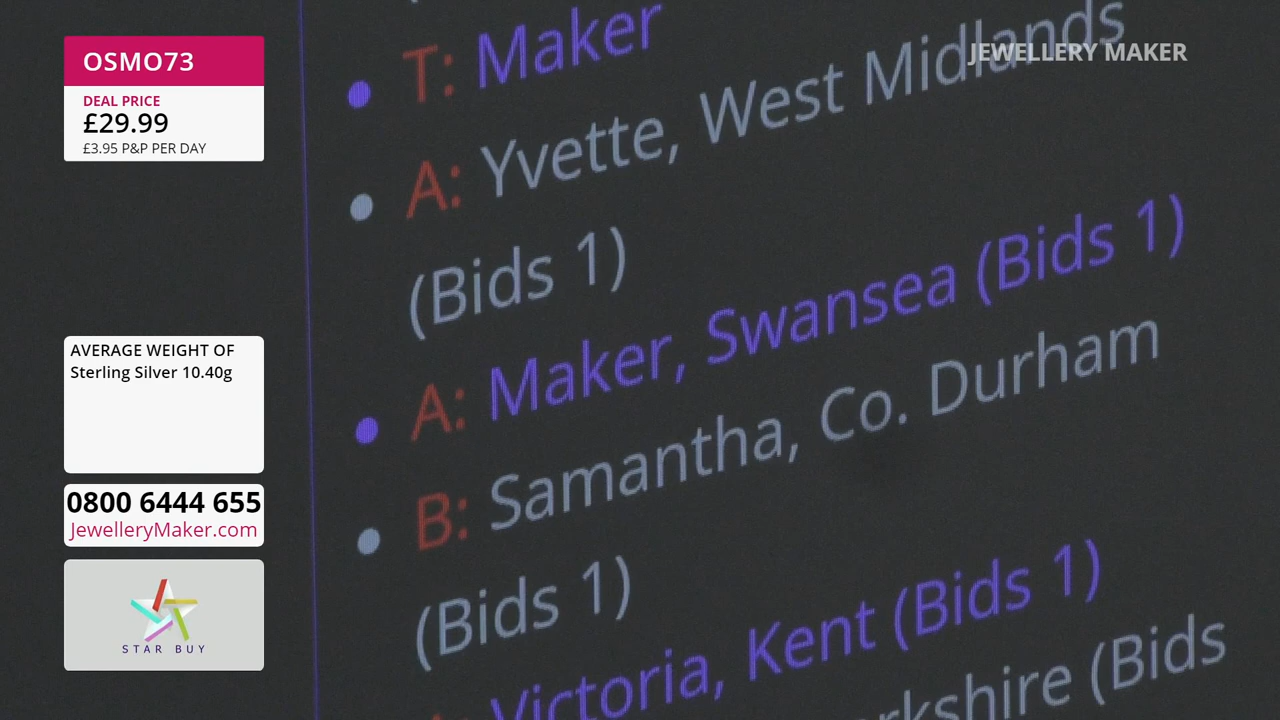 OSMO73
DEAL PRICE
£29.99
£3.95 P&P PER DAY
AVERAGE WEIGHT OF
Sterling Silver 10.40g
0800 6444 655
JewelleryMaker.com
STAR BUY
JEWELLERY MAKER
T: Maker
A: Yvette, West Midlands
(Bids 1)
A: Maker, Swansea (Bids 1)
B: Samantha, Co. Durham
(Bids 1)
Victoria, Kent (Bids 1)
(Bids